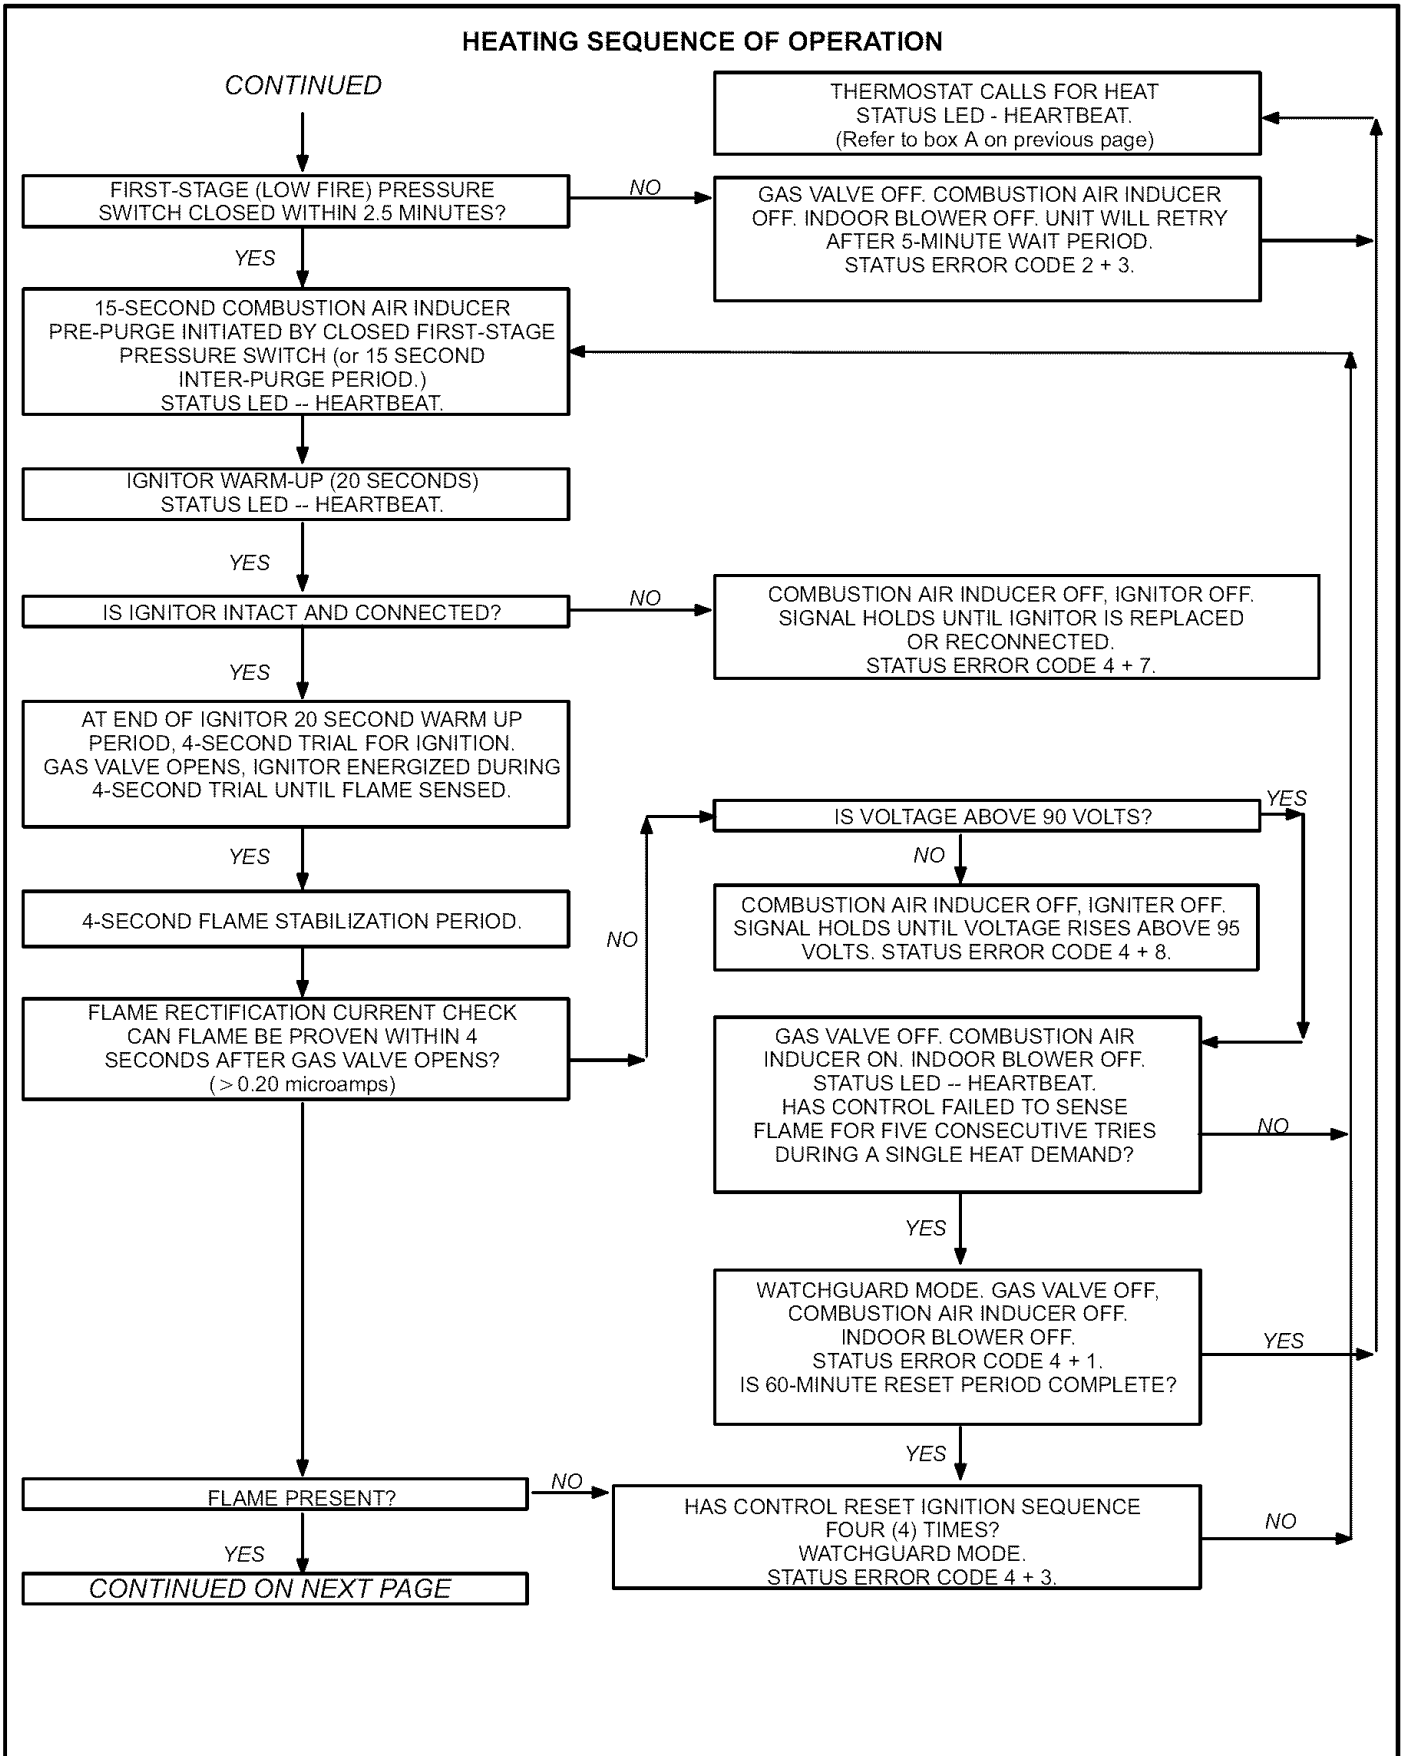 HEATING SEQUENCE OF OPERATION
CONTINUED
THERMOSTAT CALLS FOR HEAT
STATUS LED - HEARTBEAT.
(Refer to box A on previous page)
FIRST-STAGE (LOW FIRE) PRESSURE
SWITCH CLOSED WITHIN 2.5 MINUTES?
NO
GAS VALVE OFF. COMBUSTION AIR INDUCER
OFF. INDOOR BLOWER OFF. UNIT WILL RETRY
AFTER 5-MINUTE WAIT PERIOD.
STATUS ERROR CODE 2 + 3.
YES
15-SECOND COMBUSTION AIR INDUCER
PRE-PURGE INITIATED BY CLOSED FIRST-STAGE
PRESSURE SWITCH (or 15 SECOND
INTER-PURGE PERIOD.)
STATUS LED -- HEARTBEAT.
IGNITOR WARM-UP (20 SECONDS)
STATUS LED -- HEARTBEAT.
YES
IS IGNITOR INTACT AND CONNECTED?
NO
COMBUSTION AIR INDUCER OFF, IGNITOR OFF.
SIGNAL HOLDS UNTIL IGNITOR IS REPLACED
OR RECONNECTED.
STATUS ERROR CODE 4 + 7.
YES
AT END OF IGNITOR 20 SECOND WARM UP
PERIOD, 4-SECOND TRIAL FOR IGNITION.
GAS VALVE OPENS, IGNITOR ENERGIZED DURING
4-SECOND TRIAL UNTIL FLAME SENSED.
YES
4-SECOND FLAME STABILIZATION PERIOD.
FLAME RECTIFICATION CURRENT CHECK
CAN FLAME BE PROVEN WITHIN 4
SECONDS AFTER GAS VALVE OPENS?
(>0.20 microamps)
NO
IS VOLTAGE ABOVE 90 VOLTS?
YES
NO
COMBUSTION AIR INDUCER OFF, IGNITER OFF.
SIGNAL HOLDS UNTIL VOLTAGE RISES ABOVE 95
VOLTS. STATUS ERROR CODE 4 + 8.
GAS VALVE OFF. COMBUSTION AIR
INDUCER ON. INDOOR BLOWER OFF.
STATUS LED -- HEARTBEAT.
HAS CONTROL FAILED TO SENSE
FLAME FOR FIVE CONSECUTIVE TRIES
DURING A SINGLE HEAT DEMAND?
NO
YES
WATCHGUARD MODE. GAS VALVE OFF,
COMBUSTION AIR INDUCER OFF.
INDOOR BLOWER OFF.
STATUS ERROR CODE 4 + 1.
IS 60-MINUTE RESET PERIOD COMPLETE?
YES
YES
FLAME PRESENT?
NO
HAS CONTROL RESET IGNITION SEQUENCE
FOUR (4) TIMES?
WATCHGUARD MODE.
STATUS ERROR CODE 4 + 3.
NO
YES
CONTINUED ON NEXT PAGE